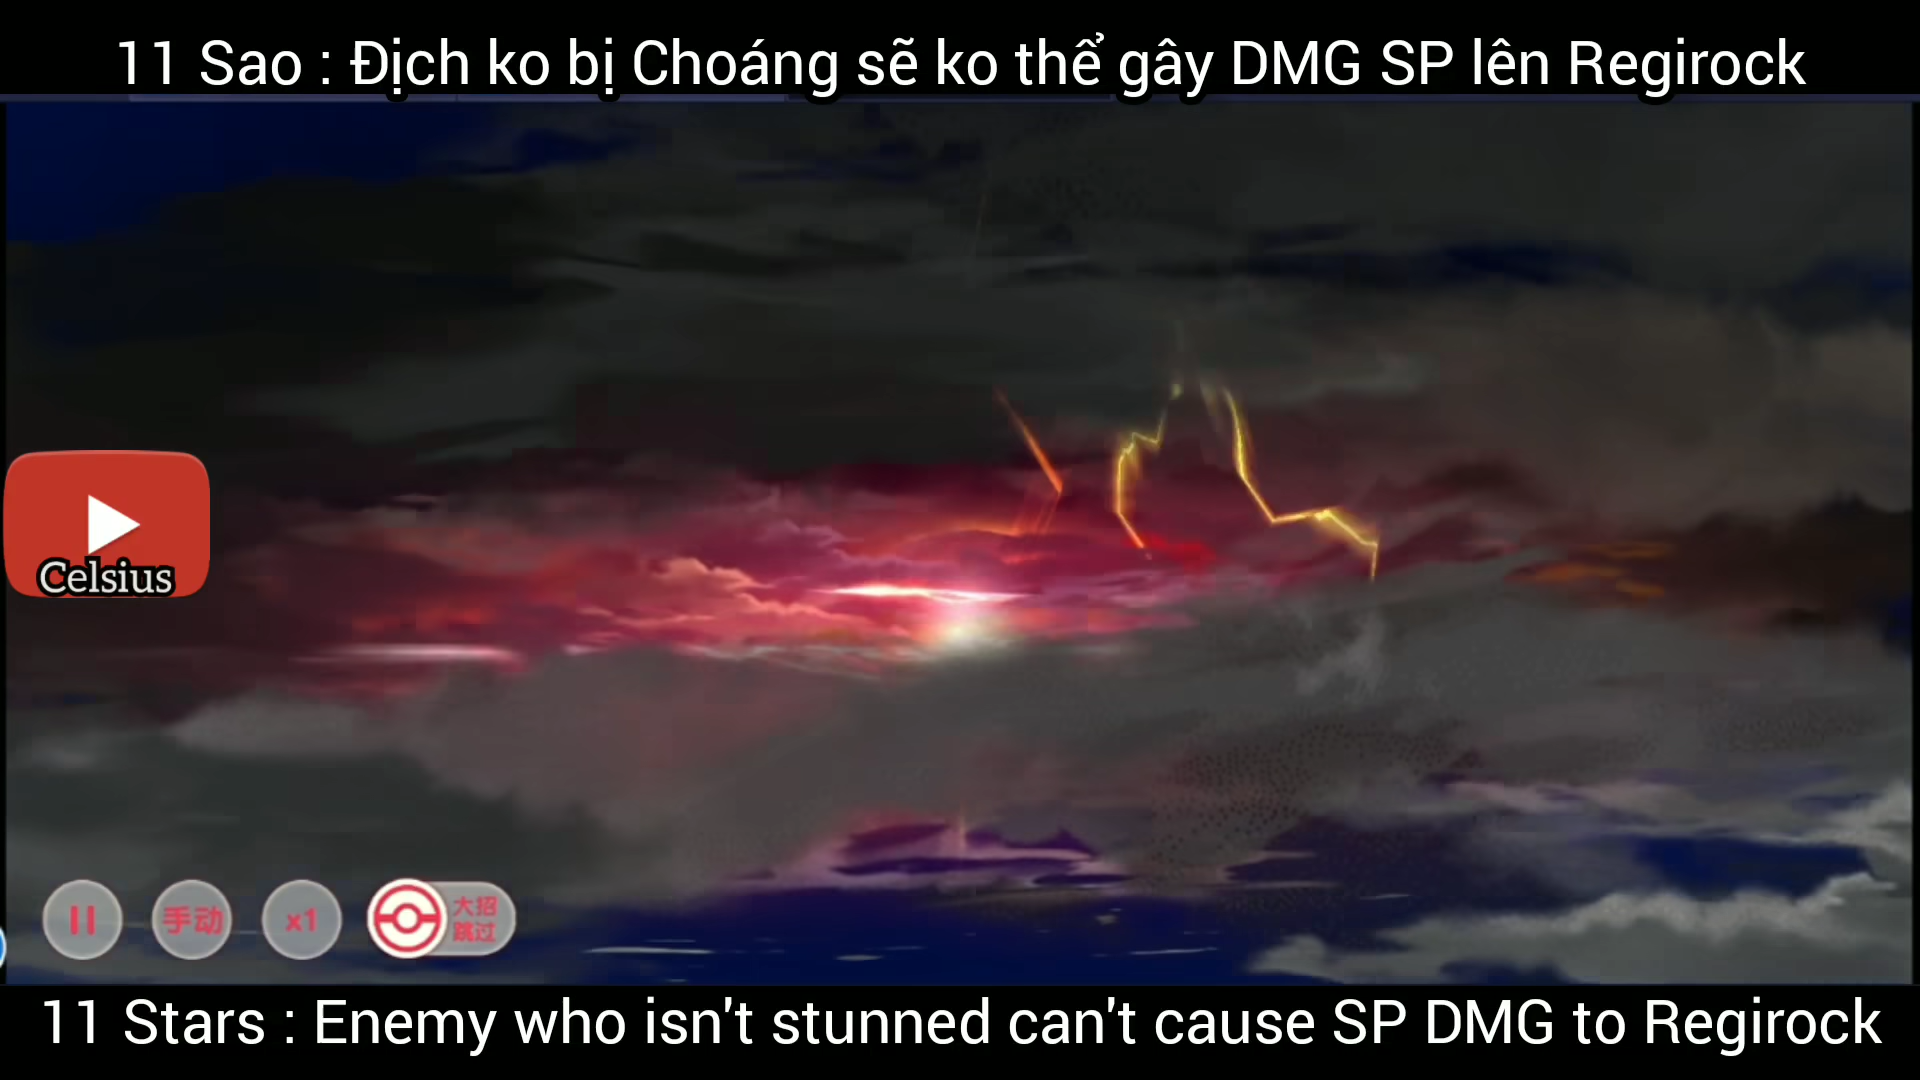 11 Sao : Địch ko bị Choáng sẽ ko thể gây DMG SP lên Regirock
Celsius
手动
x1
大招
跳过
11 Stars : Enemy who isn't stunned can't cause SP DMG to Regirock